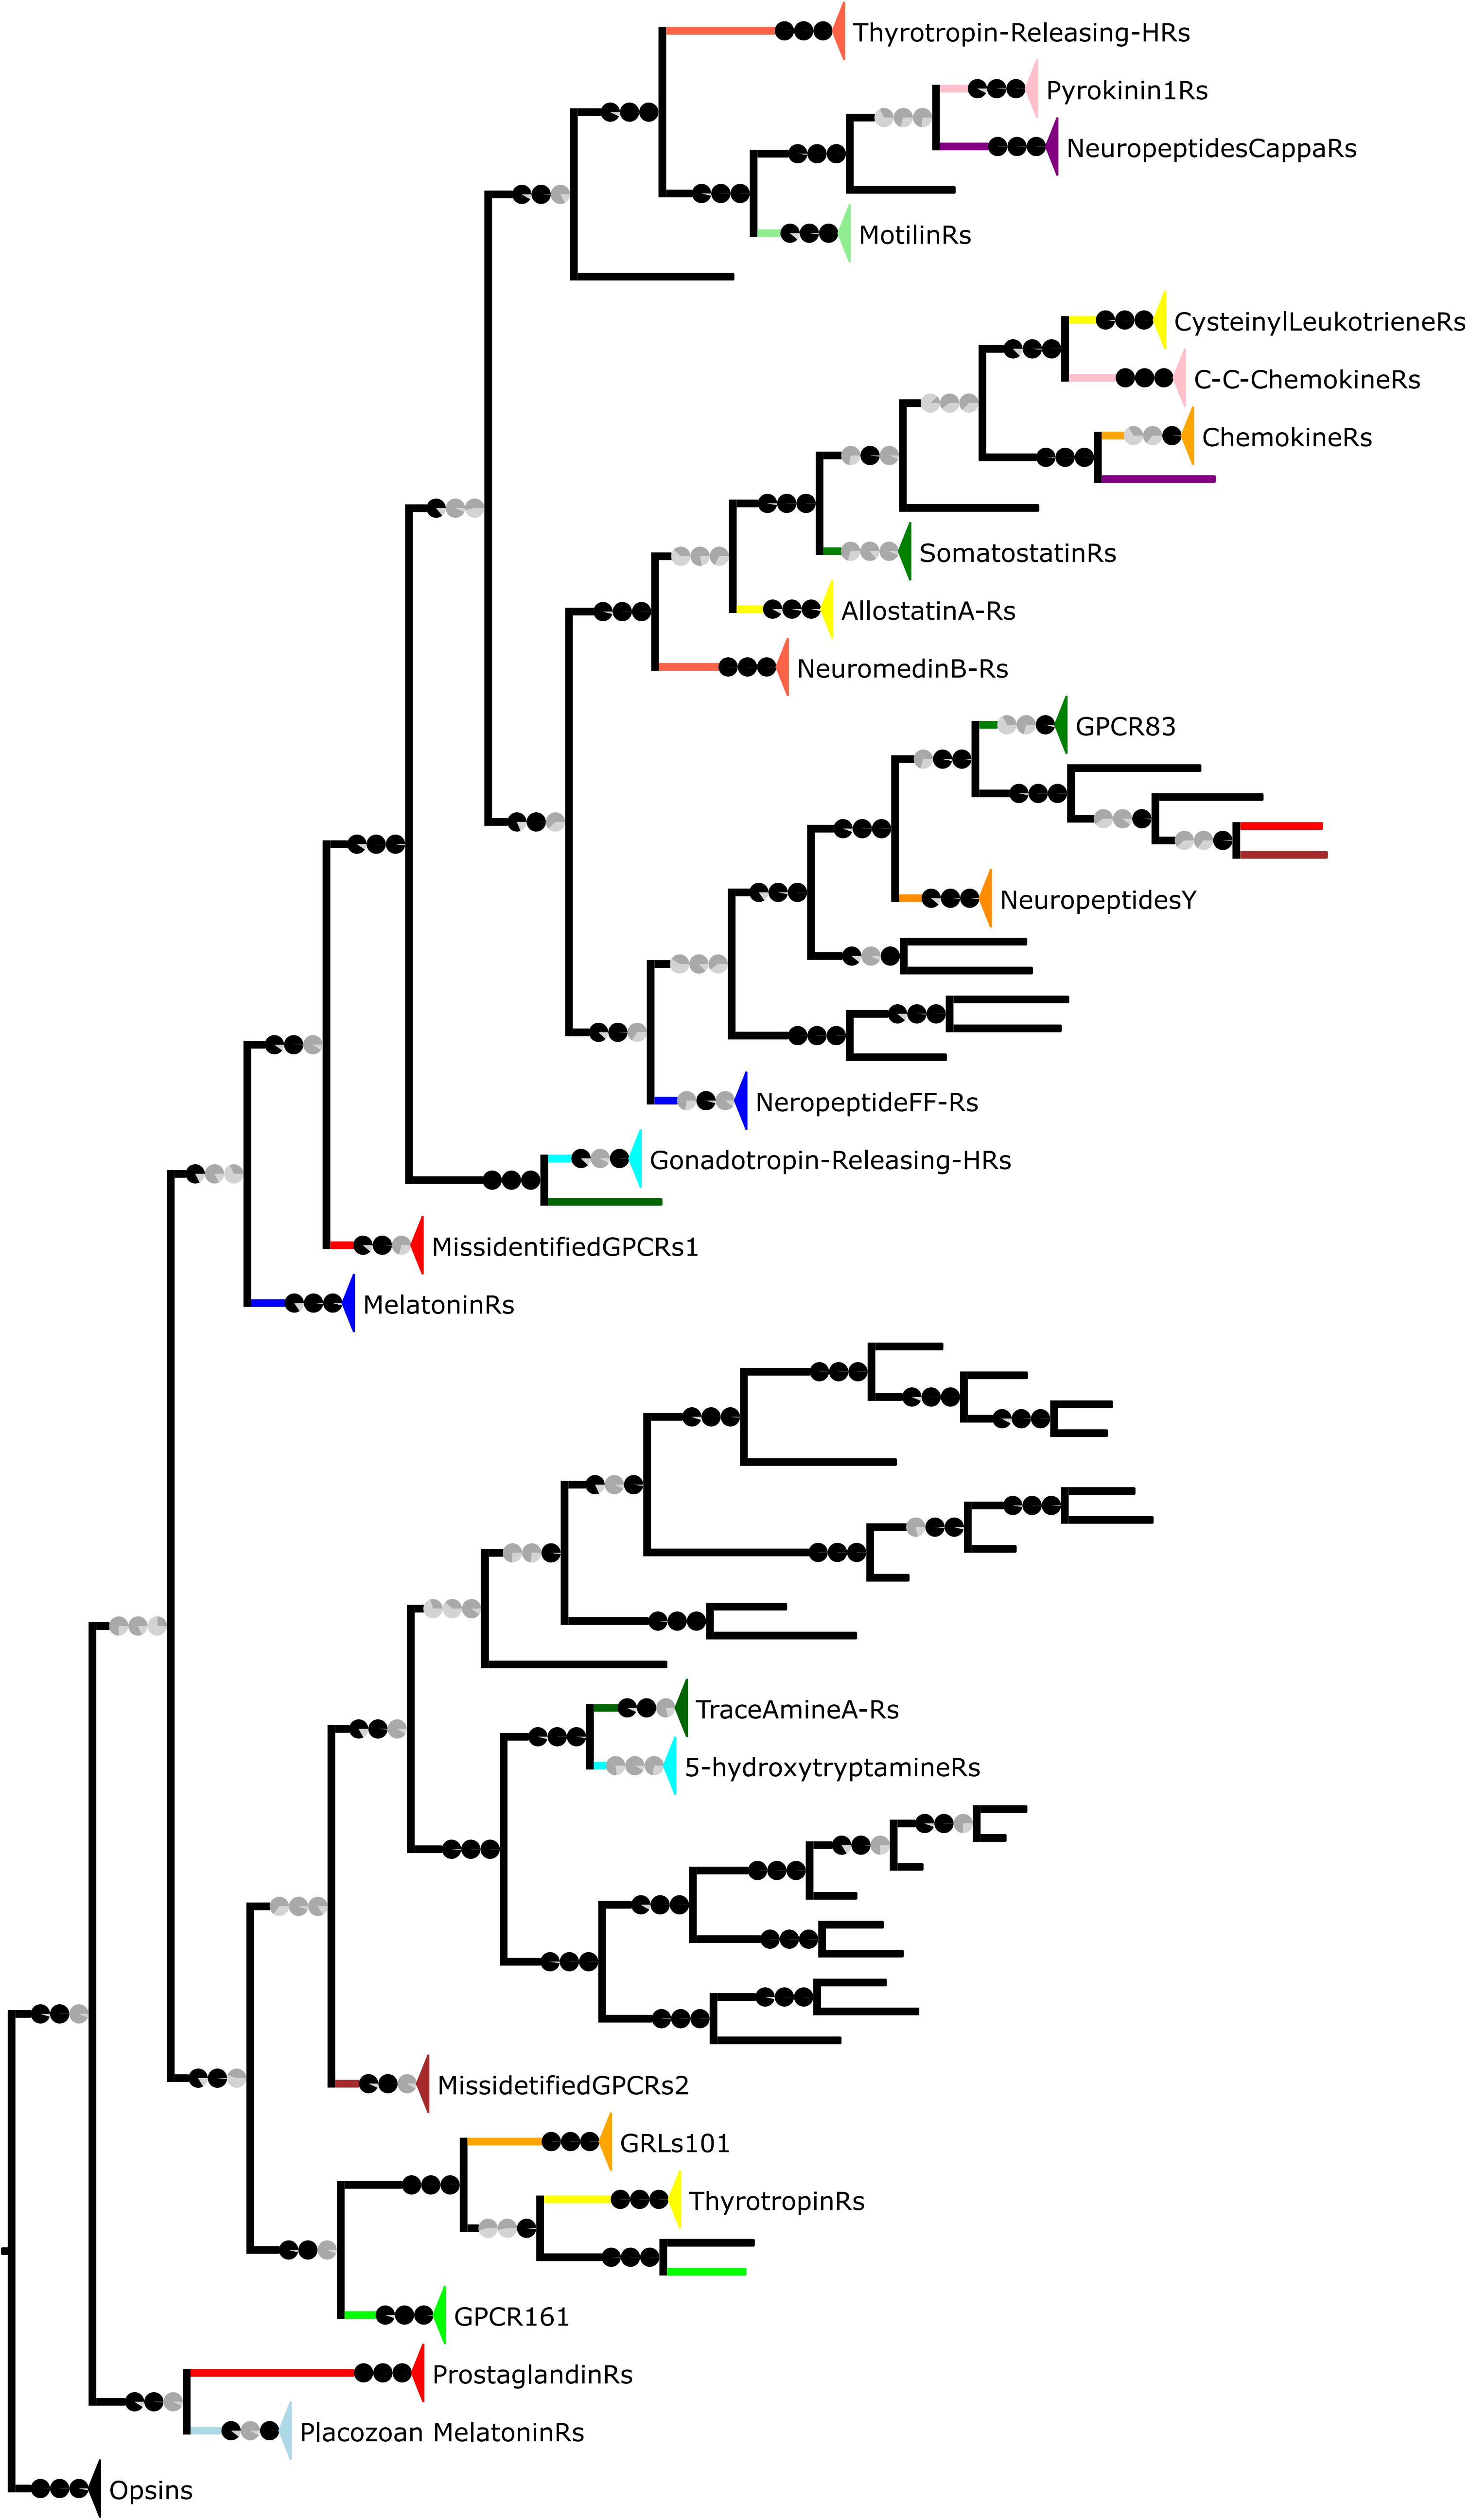 Thyrotropin-Releasing-HRs
Pyrokinin1Rs
NeuropeptidesCappaRs
MotilinRs
CysteinylLeukotrieneRs
C-C-ChemokineRs
ChemokineRs
SomatostatinRs
AllostatinA-Rs
NeuromedinB-Rs
GPCR83
NeuropeptidesY
NeropeptideFF-Rs
Gonadotropin-Releasing-HRs
MissidentifiedGPCRs1
MelatoninRs
TraceAmineA-Rs
5-hydroxytryptamineRs
MissidetifiedGPCRs2
GRLs101
ThyrotropinRs
GPCR161
ProstaglandinRs
Placozoan MelatoninRs
Opsins